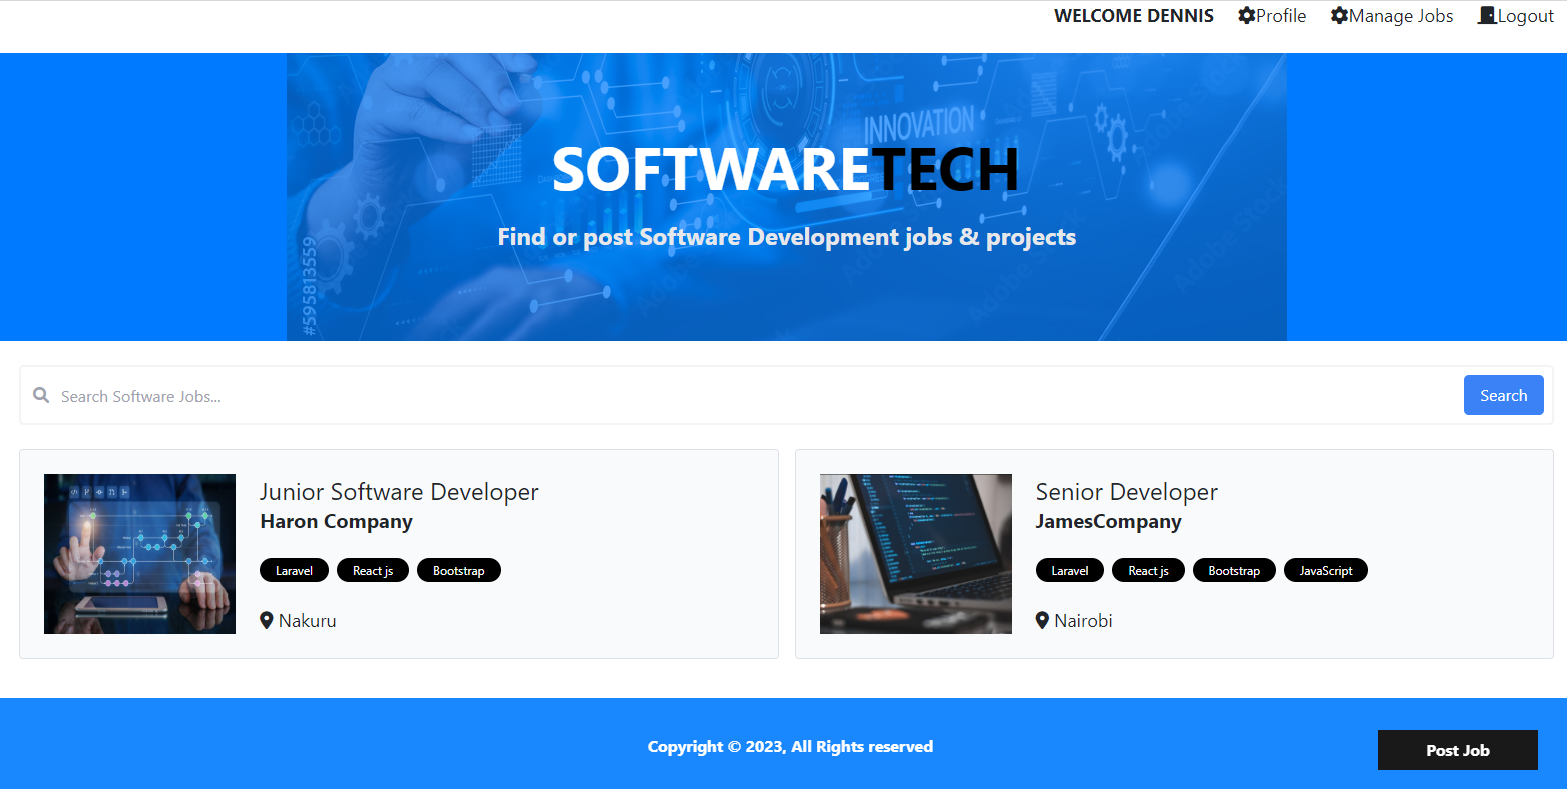 WELCOME DENNIS Profile Manage Jobs Logout
INNOVATION
SOFTWARETECH
Find or post Software Development jobs & projects
#595813559
Adobe Stock
Search Software Jobs...
Search
Junior Software Developer
Haron Company
Laravel React js Bootstrap
Nakuru
Senior Developer
JamesCompany
Laravel React js Bootstrap JavaScript
Nairobi
Copyright © 2023, All Rights reserved
Post Job